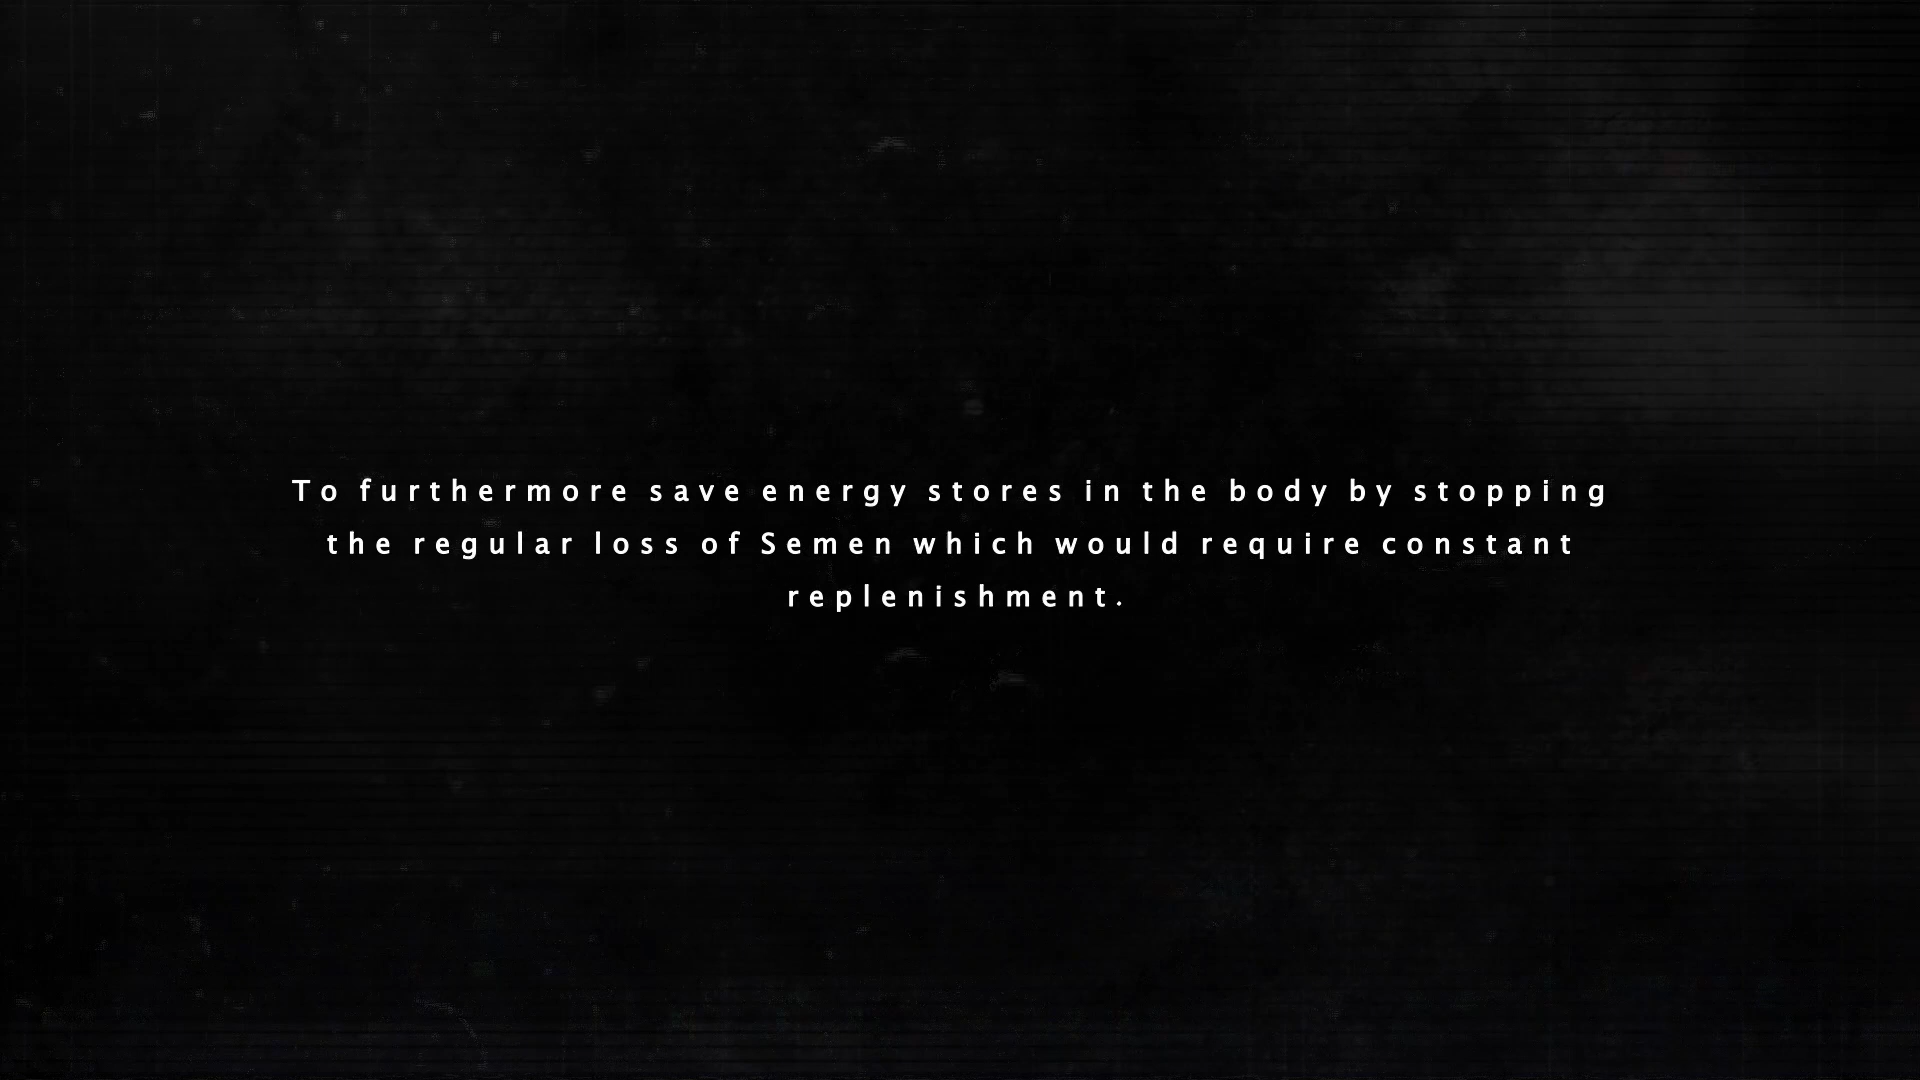 To furthermore save energy stores in the body by stopping
the regular loss of Semen which would require constant
replenishment.